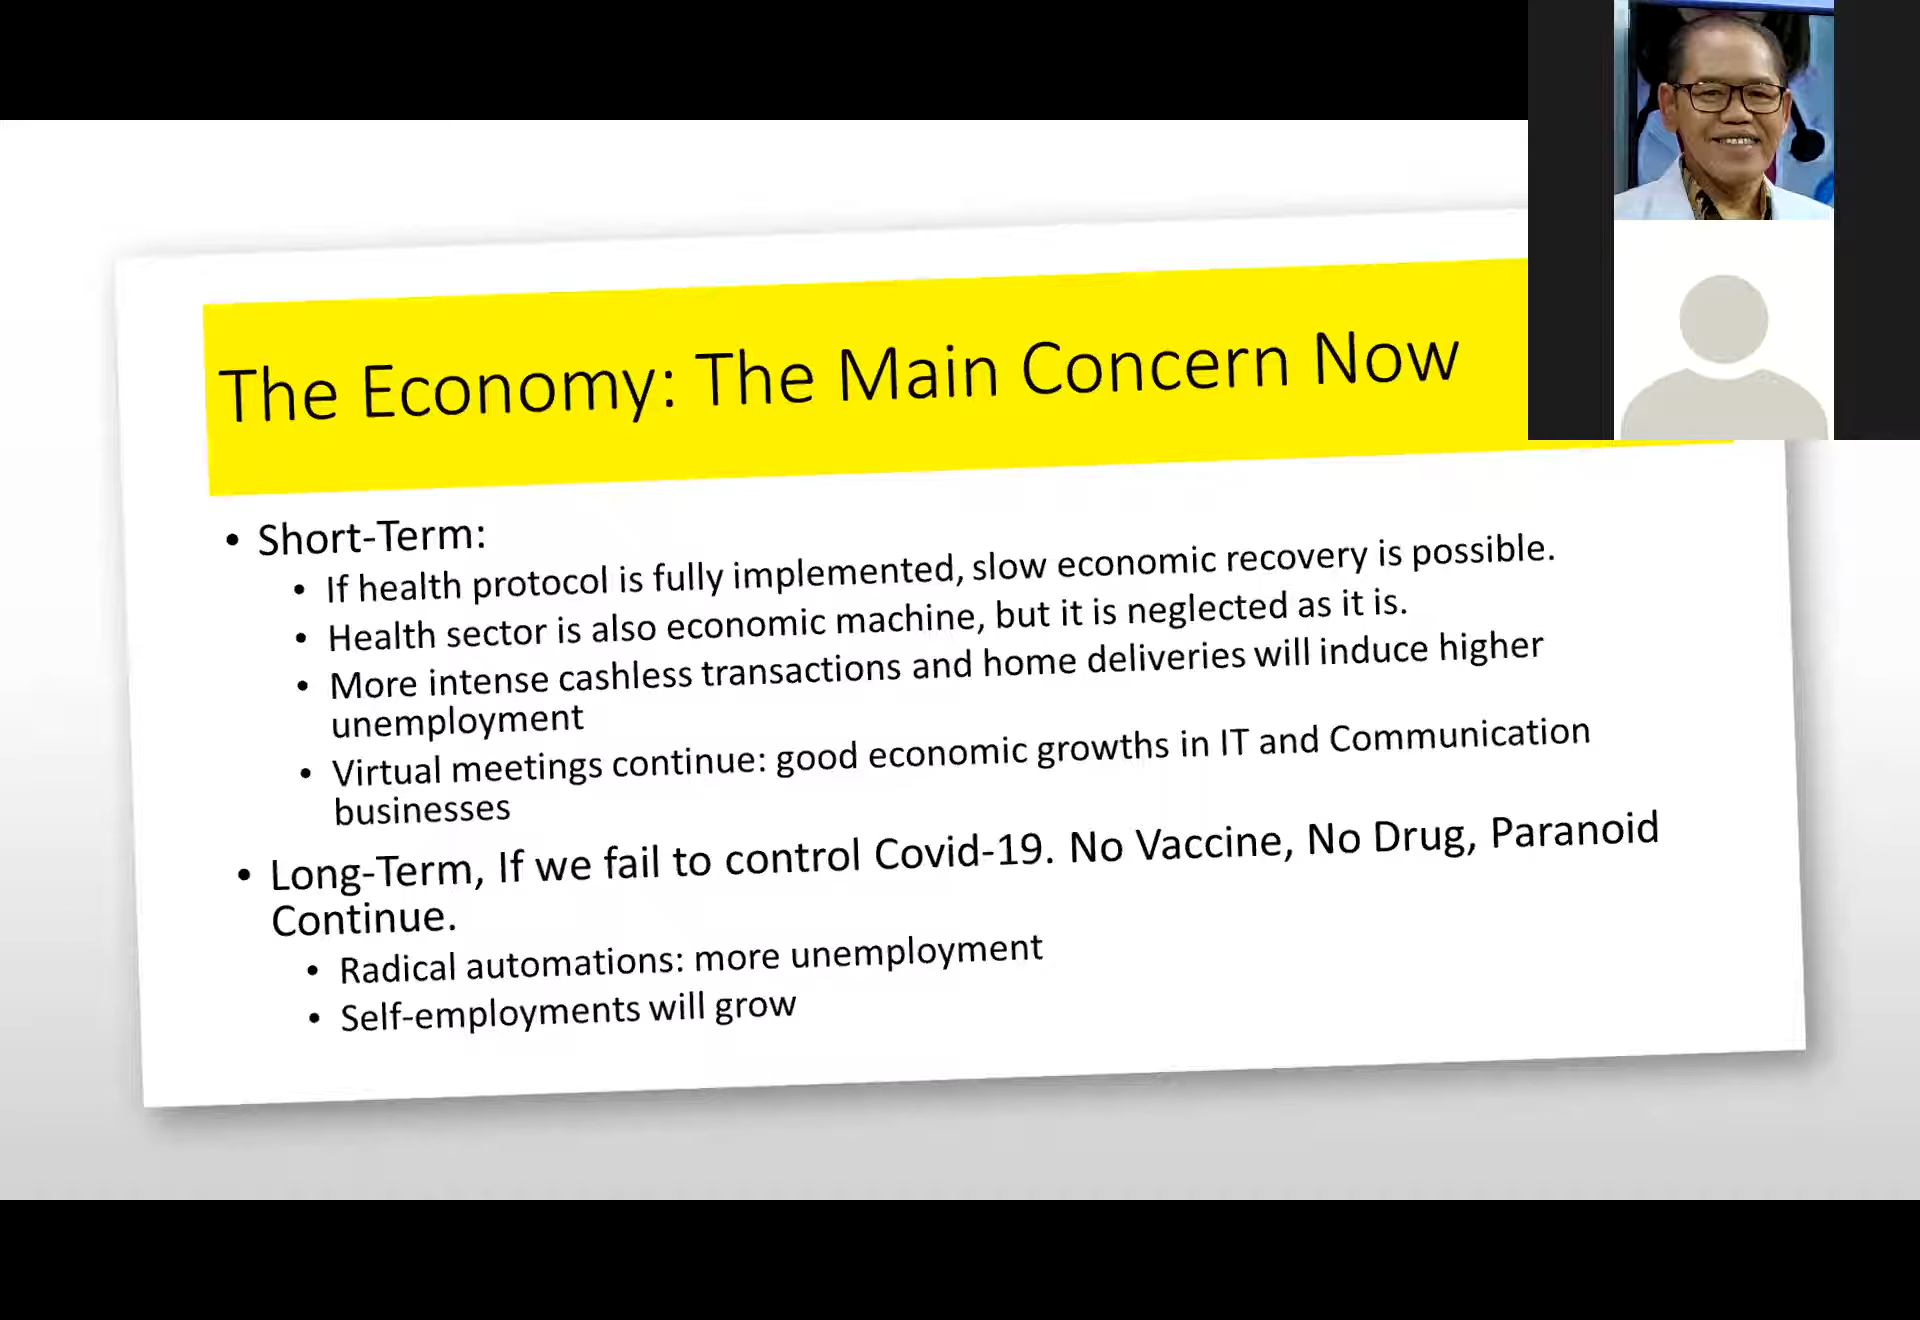 The Economy: The Main Concern Now
• Short-Term:
• If health protocol is fully implemented, slow economic recovery is possible.
• Health sector is also economic machine, but it is neglected as it is.
• More intense cashless transactions and home deliveries will induce higher
unemployment
• Virtual meetings continue: good economic growths in IT and Communication
businesses
• Long-Term, If we fail to control Covid-19. No Vaccine, No Drug, Paranoid
Continue.
• Radical automations: more unemployment
• Self-employments will grow